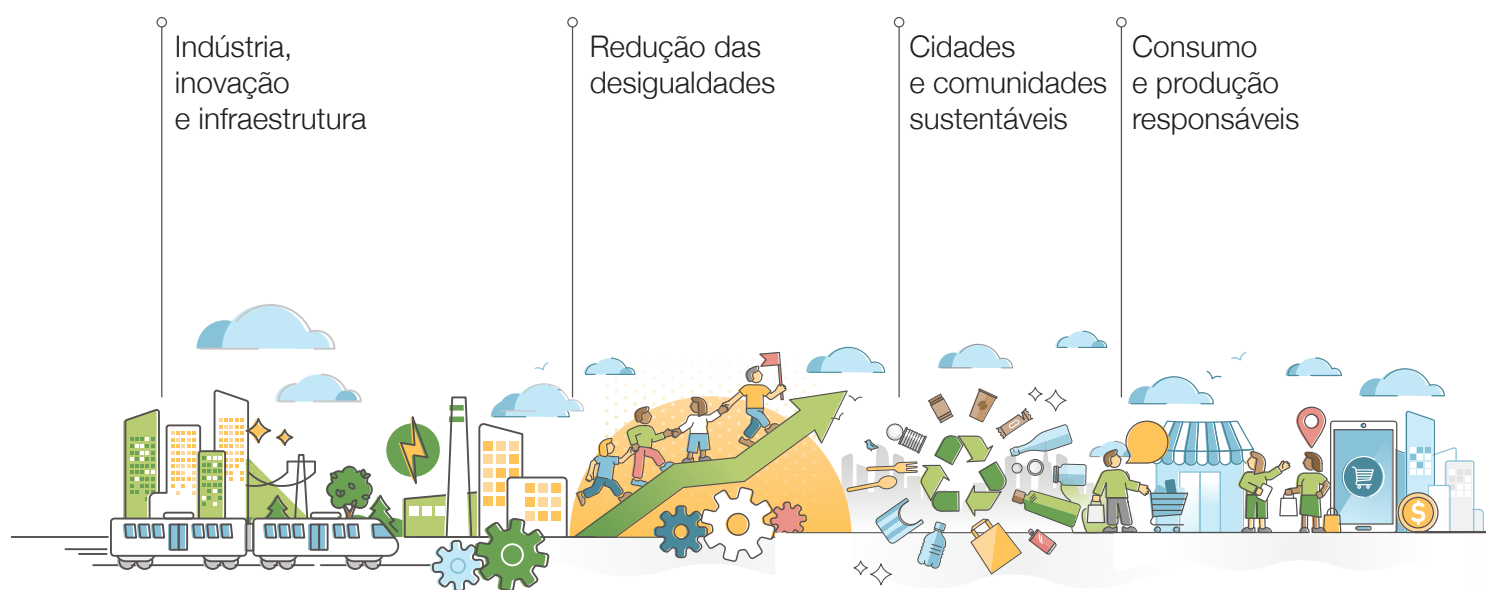 Indústria,
inovação
e infraestrutura
Redução das
desigualdades
Cidades
e comunidades
sustentáveis
Consumo
e produção
responsáveis
$